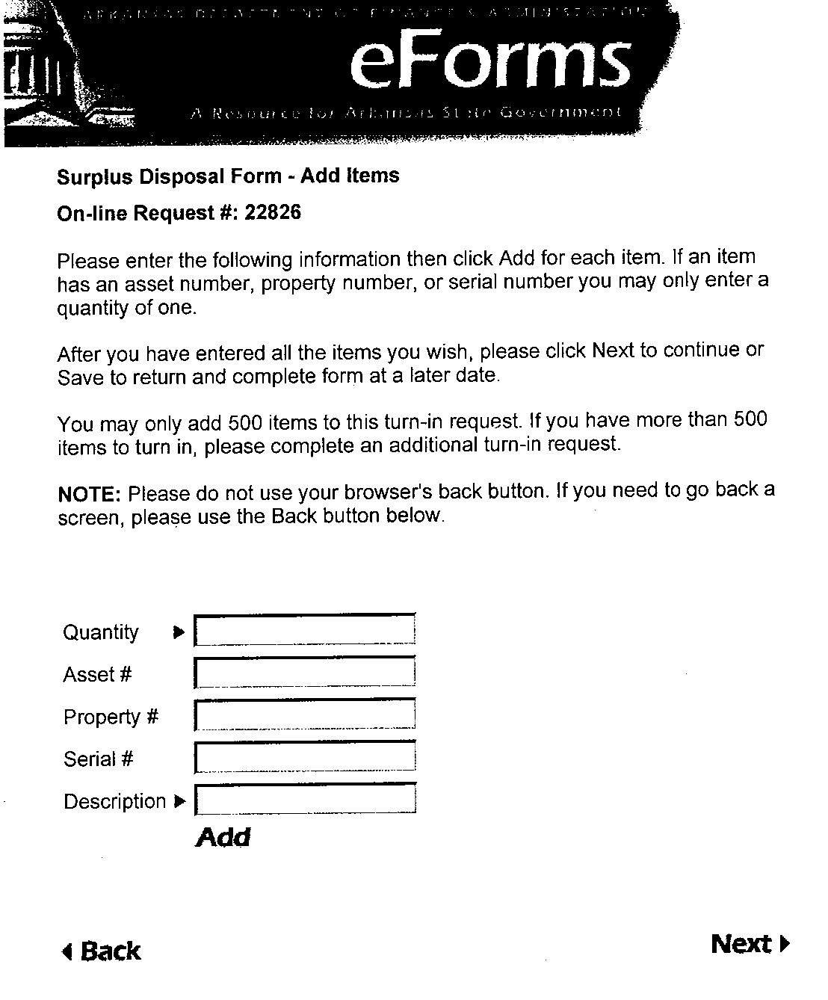 ARKANSAS DEPARTMENT OF FINANCE & ADMINISTRATION
eForms
A Resource for Arkansas State Government
Surplus Disposal Form - Add Items
On-line Request #: 22826
Please enter the following information then click Add for each item. If an item
has an asset number, property number, or serial number you may only enter a
quantity of one.
After you have entered all the items you wish, please click Next to continue or
Save to return and complete form at a later date.
You may only add 500 items to this turn-in request. If you have more than 500
items to turn in, please complete an additional turn-in request.
NOTE: Please do not use your browser's back button. If you need to go back a
screen, please use the Back button below.
Quantity
Asset #
Property #
Serial #
Description
Add
Back
Next